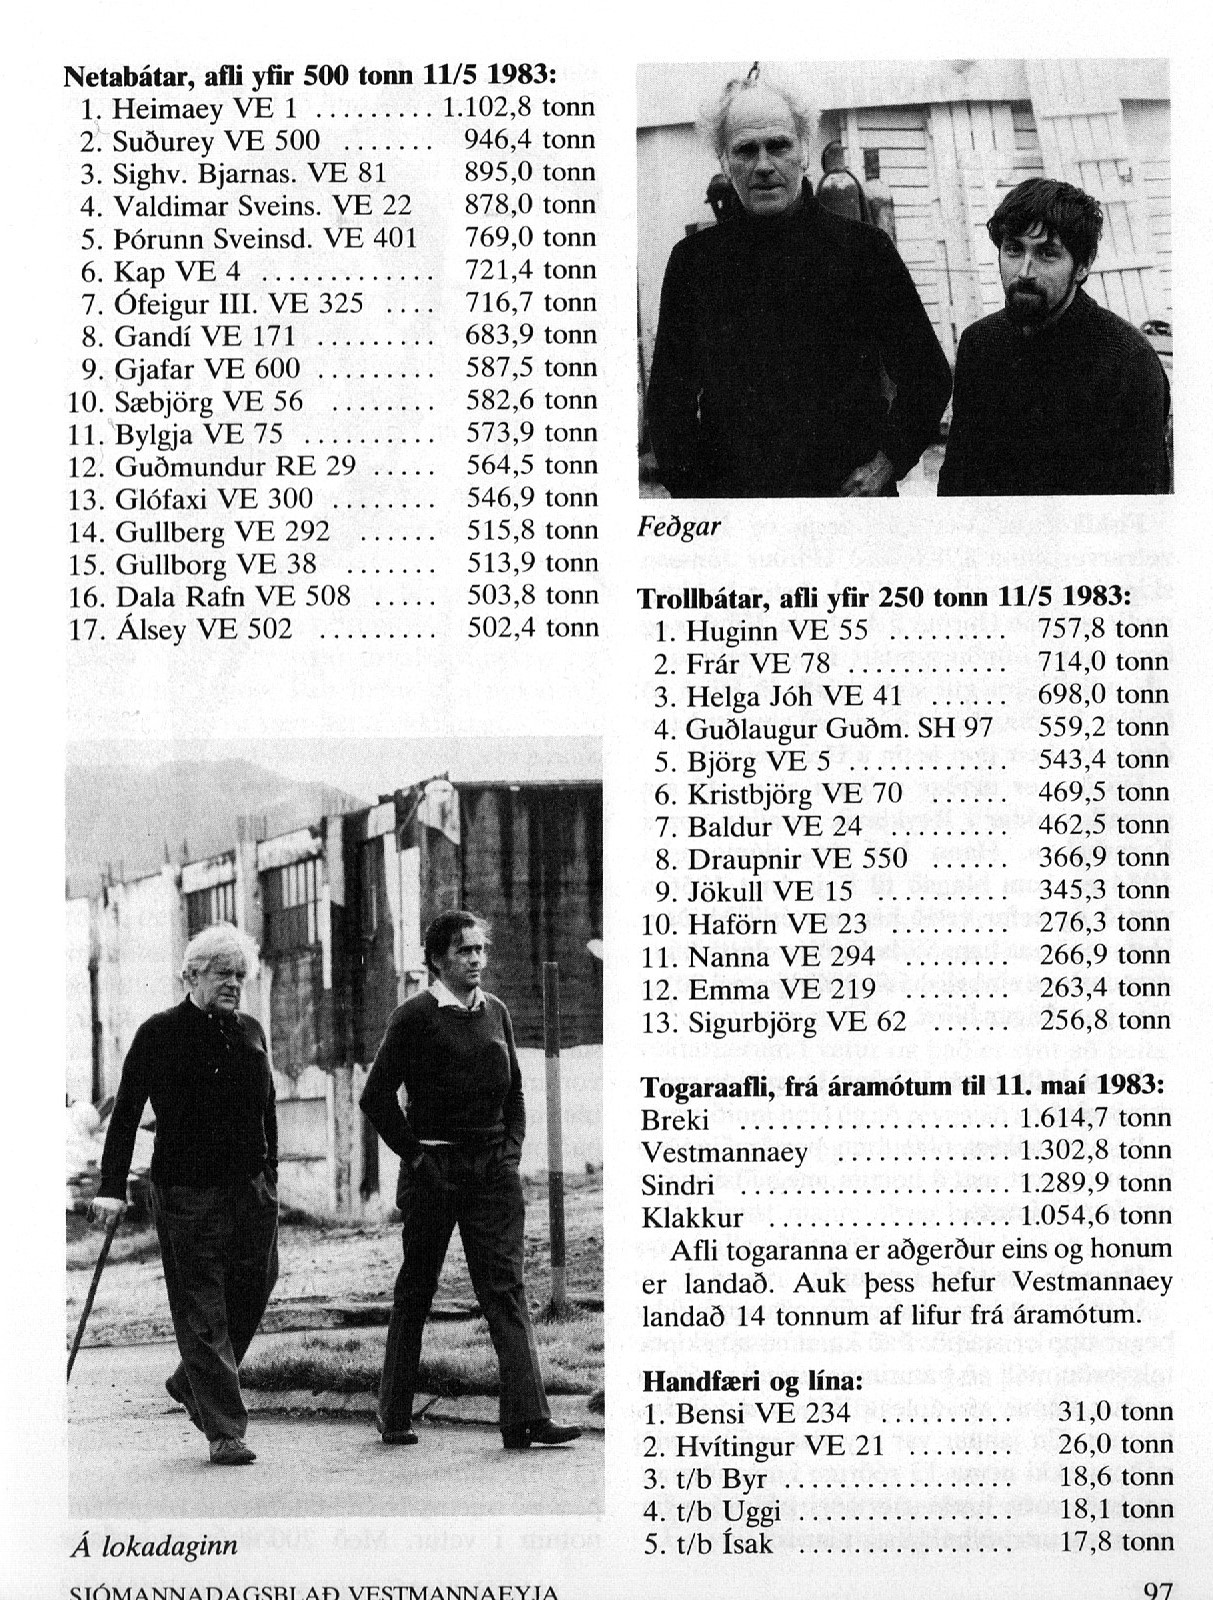 Netabátar, afli yfir 500 tonn 11/5 1983:
1. Heimaey VE 1 ......... 1.102,8 tonn
2. Suðurey VE 500 ....... 946,4 tonn
3. Sighv. Bjarnas. VE 81 895,0 tonn
4. Valdimar Sveins. VE 22 878,0 tonn
5. Þórunn Sveinsd. VE 401 769,0 tonn
6. Kap VE 4 ............. 721,4 tonn
7. Ófeigur III. VE 325 .... 716,7 tonn
8. Gandí VE 171 ......... 683,9 tonn
9. Gjafar VE 600 ......... 587,5 tonn
10. Sæbjörg VE 56 ........ 582,6 tonn
11. Bylgja VE 75 .......... 573,9 tonn
12. Guðmundur RE 29 ..... 564,5 tonn
13. Glófaxi VE 300 ........ 546,9 tonn
14. Gullberg VE 292 ...... 515,8 tonn
15. Gullborg VE 38 ....... 513,9 tonn
16. Dala Rafn VE 508 ..... 503,8 tonn
17. Álsey VE 502 ......... 502,4 tonn
Á lokadaginn
Feðgar
Trollbátar, afli yfir 250 tonn 11/5 1983:
1. Huginn VE 55 ......... 757,8 tonn
2. Frár VE 78 ............ 714,0 tonn
3. Helga Jóh VE 41 ...... 698,0 tonn
4. Guðlaugur Guðm. SH 97 559,2 tonn
5. Björg VE 5 ............ 543,4 tonn
6. Kristbjörg VE 70 ...... 469,5 tonn
7. Baldur VE 24 ......... 462,5 tonn
8. Draupnir VE 550 ...... 366,9 tonn
9. Jökull VE 15 .......... 345,3 tonn
10. Haförn VE 23 ......... 276,3 tonn
11. Nanna VE 294 ........ 266,9 tonn
12. Emma VE 219 ........ 263,4 tonn
13. Sigurbjörg VE 62 ...... 256,8 tonn
Togaraafli, frá áramótum til 11. maí 1983:
Breki .................... 1.614,7 tonn
Vestmannaey ............. 1.302,8 tonn
Sindri .................... 1.289,9 tonn
Klakkur .................. 1.054,6 tonn
Afli togaranna er aðgerður eins og honum
er landað. Auk þess hefur Vestmannaey
landað 14 tonnum af lifur frá áramótum.
Handfæri og lína:
1. Bensi VE 234 .......... 31,0 tonn
2. Hvítingur VE 21 ........ 26,0 tonn
3. t/b Byr ................. 18,6 tonn
4. t/b Uggi ................ 18,1 tonn
5. t/b Ísak ................ 17,8 tonn
SJÓMANNADAGSBLAÐ VESTMANNAEYJA 97